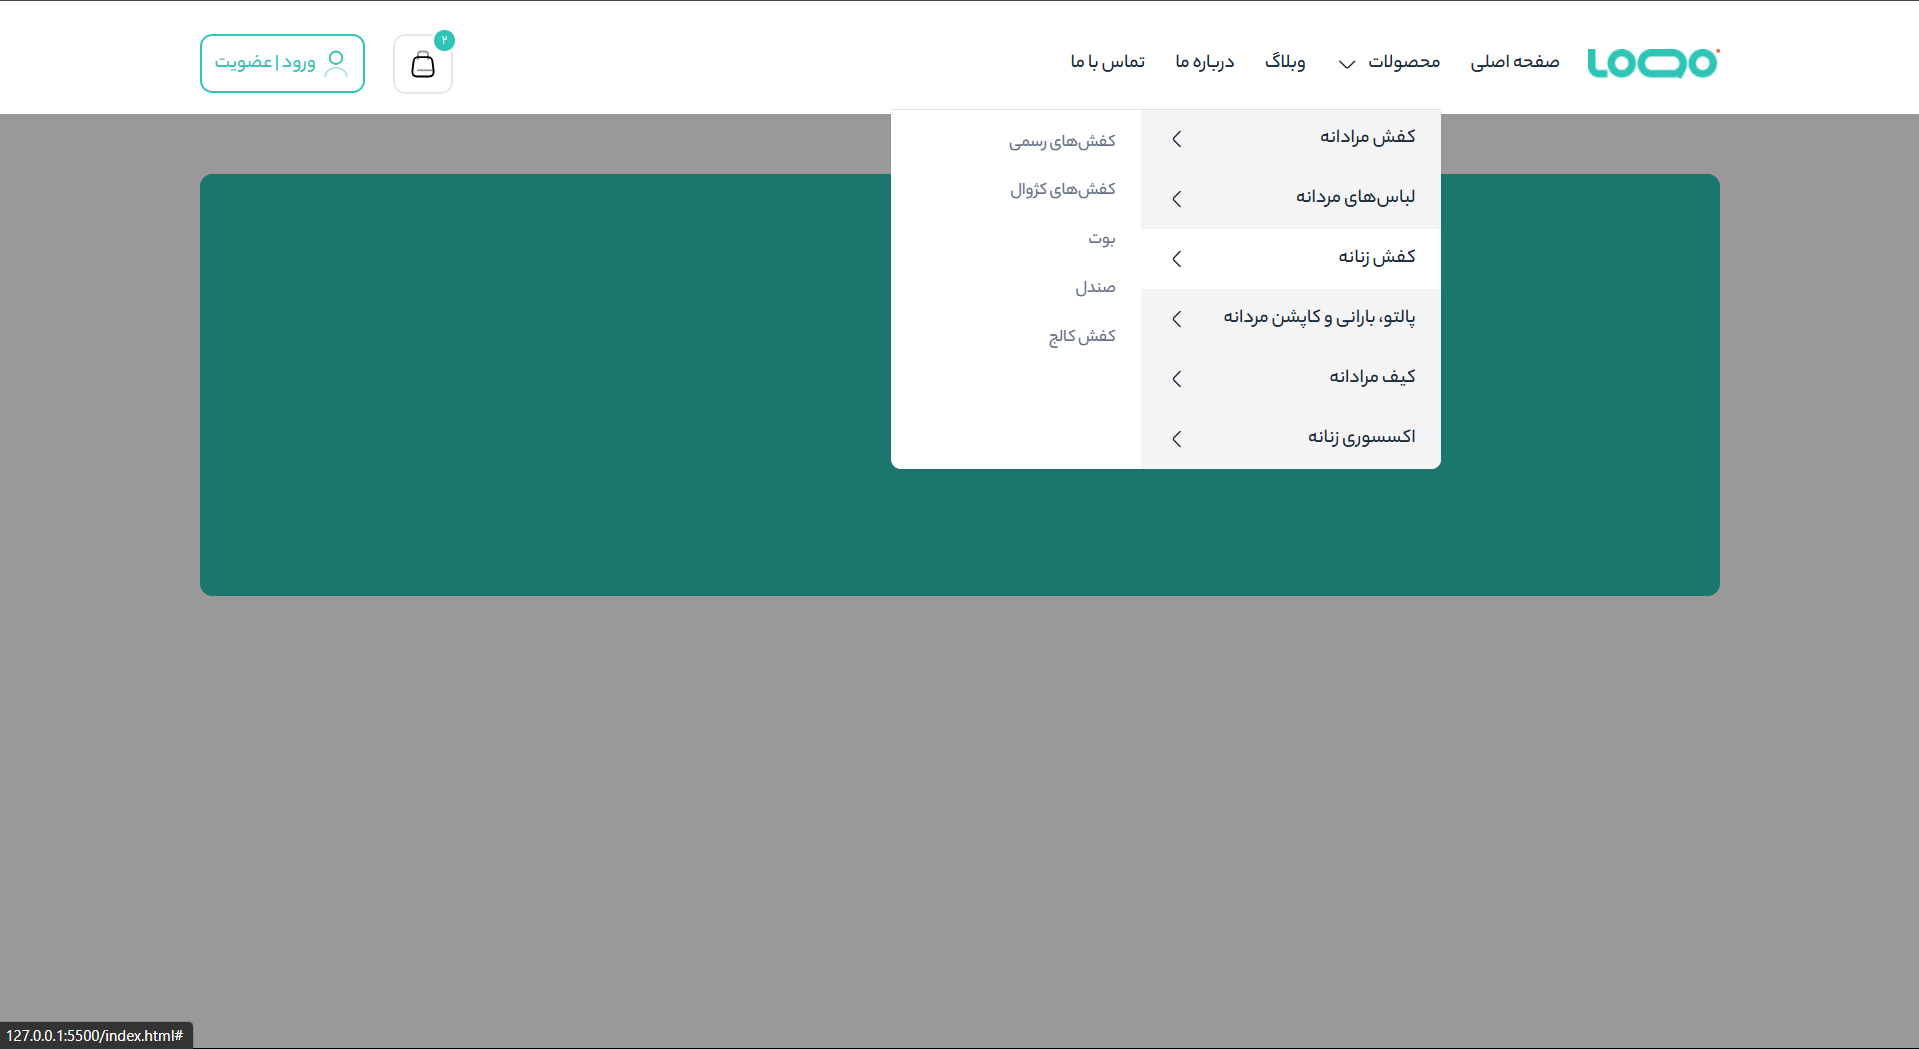 LOGO
صفحه اصلی
محصولات
وبلاگ
درباره ما
تماس با ما
۲
ورود | عضویت
کفش مرادانه
لباس‌های مردانه
کفش زنانه
پالتو، بارانی و کاپشن مردانه
کیف مرادانه
اکسسوری زنانه
کفش‌های رسمی
کفش‌های کژوال
بوت
صندل
کفش کالج
127.0.0.1:5500/index.html#